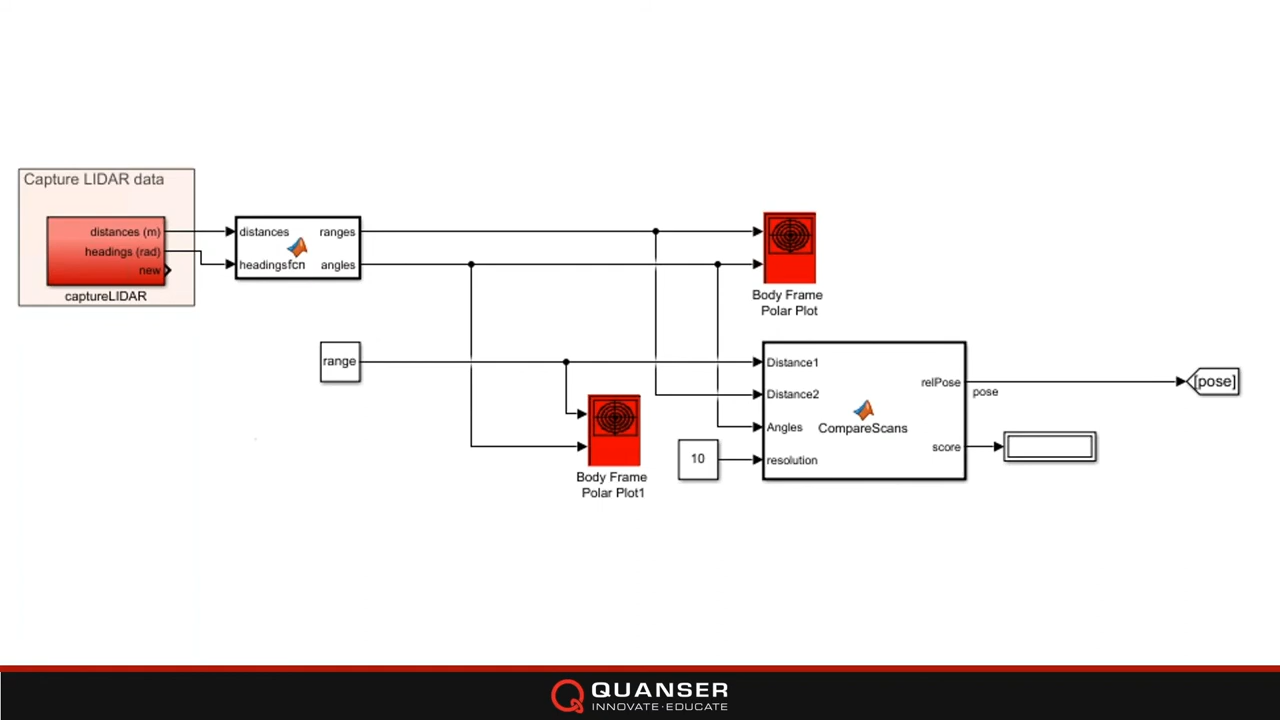 Capture LIDAR data
distances (m)
headings (rad)
new
captureLIDAR
distances
headings
fcn
ranges
angles
Body Frame
Polar Plot
range
Body Frame
Polar Plot1
10
Distance1
Distance2
Angles
resolution
CompareScans
relPose
score
pose
[pose]
QUANSER
INNOVATE·EDUCATE